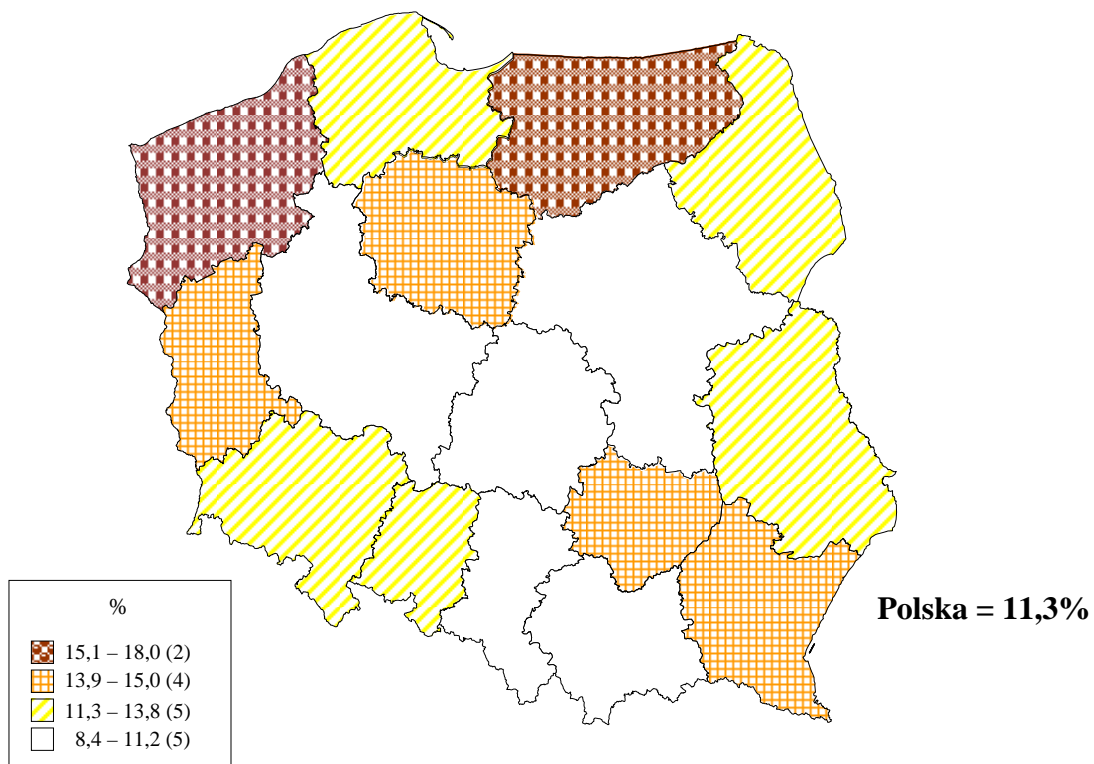 %
15,1 – 18,0 (2)
13,9 – 15,0 (4)
11,3 – 13,8 (5)
8,4 – 11,2 (5)
Polska = 11,3%